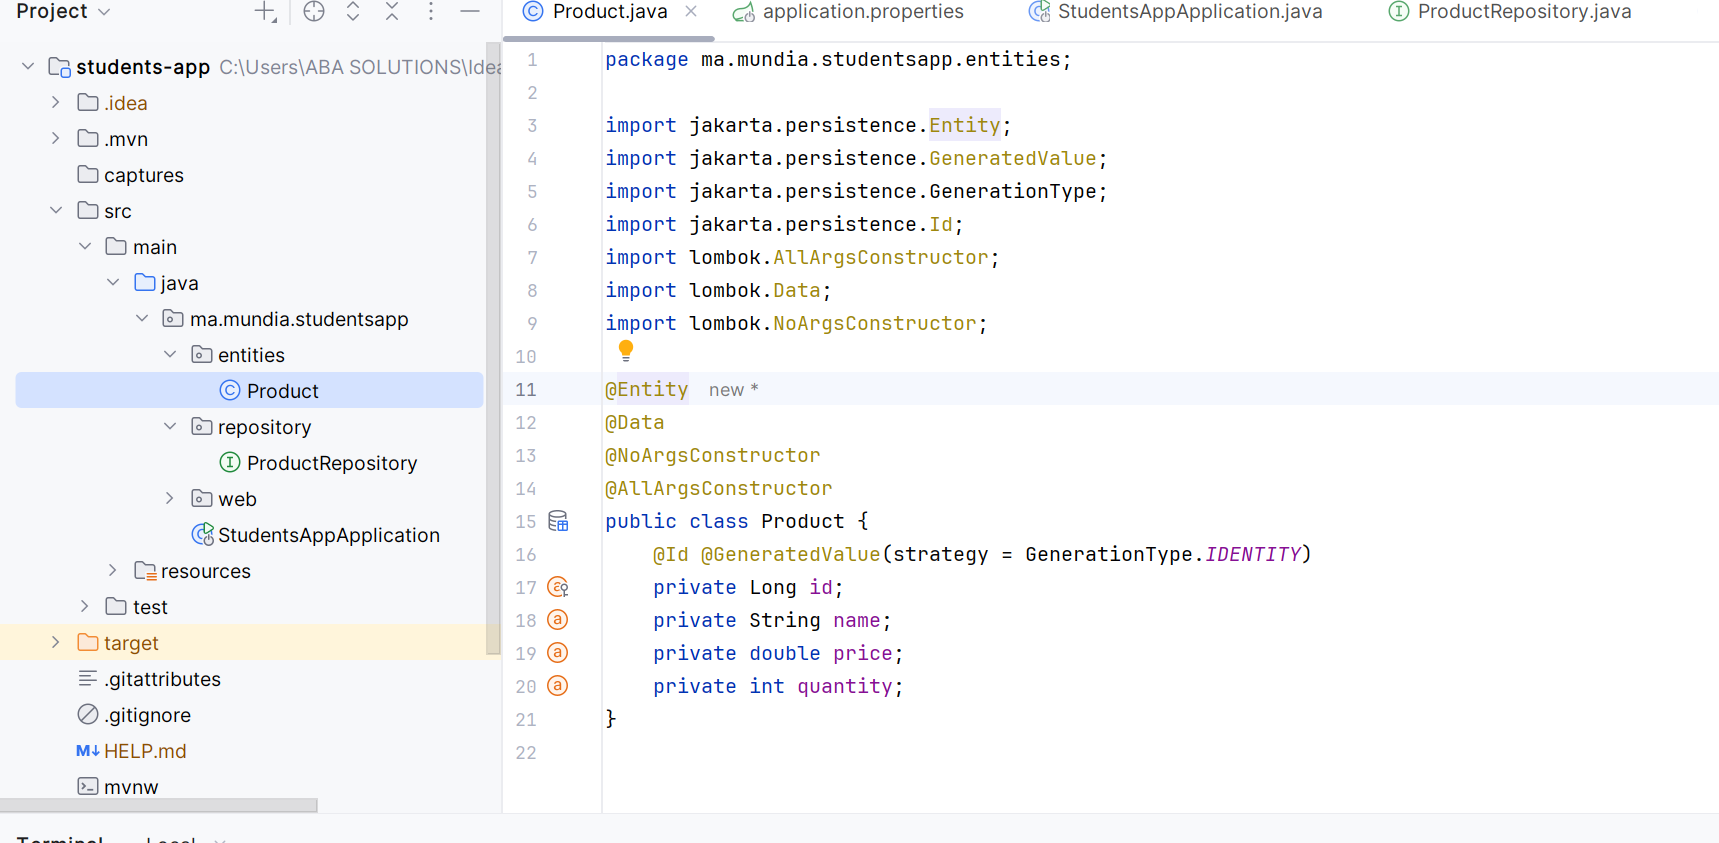 Project
students-app C:\Users\ABA SOLUTIONS\Idea
.idea
.mvn
captures
src
main
java
ma.mundia.studentsapp
entities
Product
repository
ProductRepository
web
StudentsAppApplication
resources
test
target
.gitattributes
.gitignore
M↓ HELP.md
mvnw
Product.java application.properties StudentsAppApplication.java ProductRepository.java
1 package ma.mundia.studentsapp.entities;
2
3 import jakarta.persistence.Entity;
4 import jakarta.persistence.GeneratedValue;
5 import jakarta.persistence.GenerationType;
6 import jakarta.persistence.Id;
7 import lombok.AllArgsConstructor;
8 import lombok.Data;
9 import lombok.NoArgsConstructor;
10
11 @Entity new *
12 @Data
13 @NoArgsConstructor
14 @AllArgsConstructor
15 public class Product {
16 @Id @GeneratedValue(strategy = GenerationType.IDENTITY)
17 private Long id;
18 private String name;
19 private double price;
20 private int quantity;
21 }
22
Terminal Local